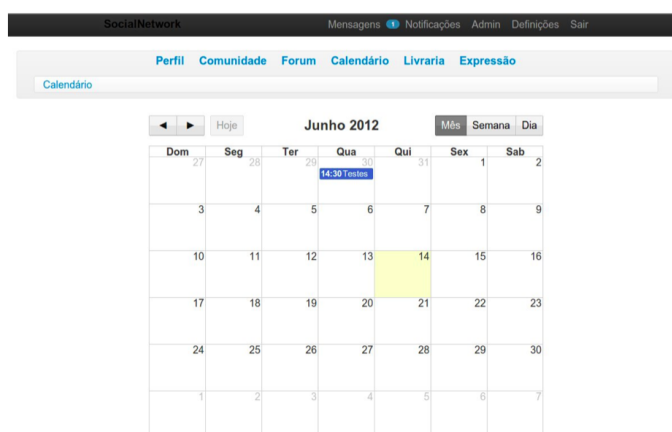 SocialNetwork Mensagens 1 Notificações Admin Definições Sair
Perfil Comunidade Forum Calendário Livraria Expressão
Calendário
◄ ► Hoje Junho 2012 Mês Semana Dia
Dom Seg Ter Qua Qui Sex Sab
27 28 29 30 31 1 2
14:30 Testes
3 4 5 6 7 8 9
10 11 12 13 14 15 16
17 18 19 20 21 22 23
24 25 26 27 28 29 30
1 2 3 4 5 6 7